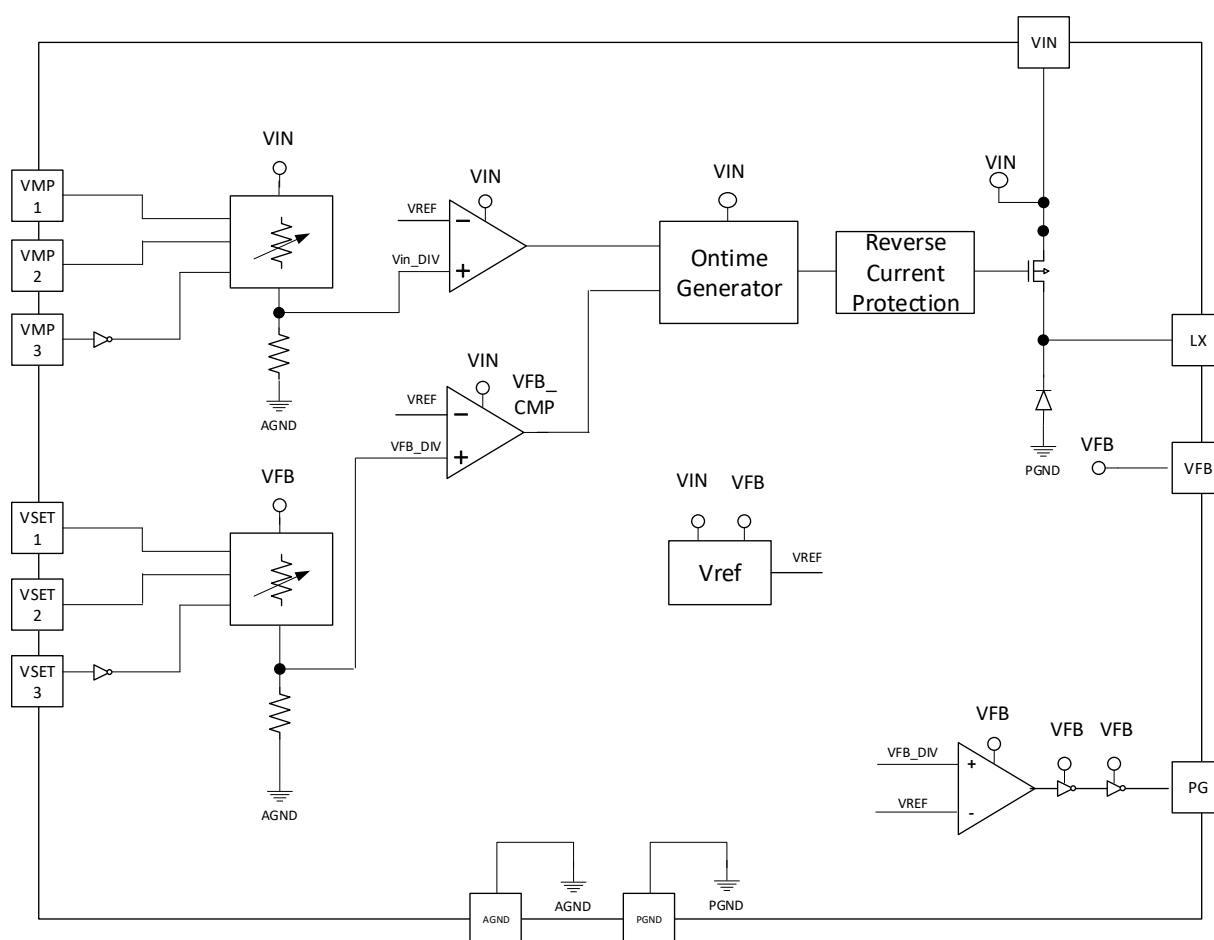 VIN
VIN
VIN
VIN
VIN
VMP
1
VMP
2
VMP
3
VREF
Vin_DIV
Ontime
Generator
Reverse
Current
Protection
LX
AGND
VIN
VFB_
CMP
VREF
VFB_DIV
PGND
VFB
VFB
VFB
VSET
1
VSET
2
VSET
3
VIN
VFB
Vref
VREF
AGND
VFB
VFB
VFB
VFB_DIV
VREF
PG
AGND
AGND
PGND
PGND